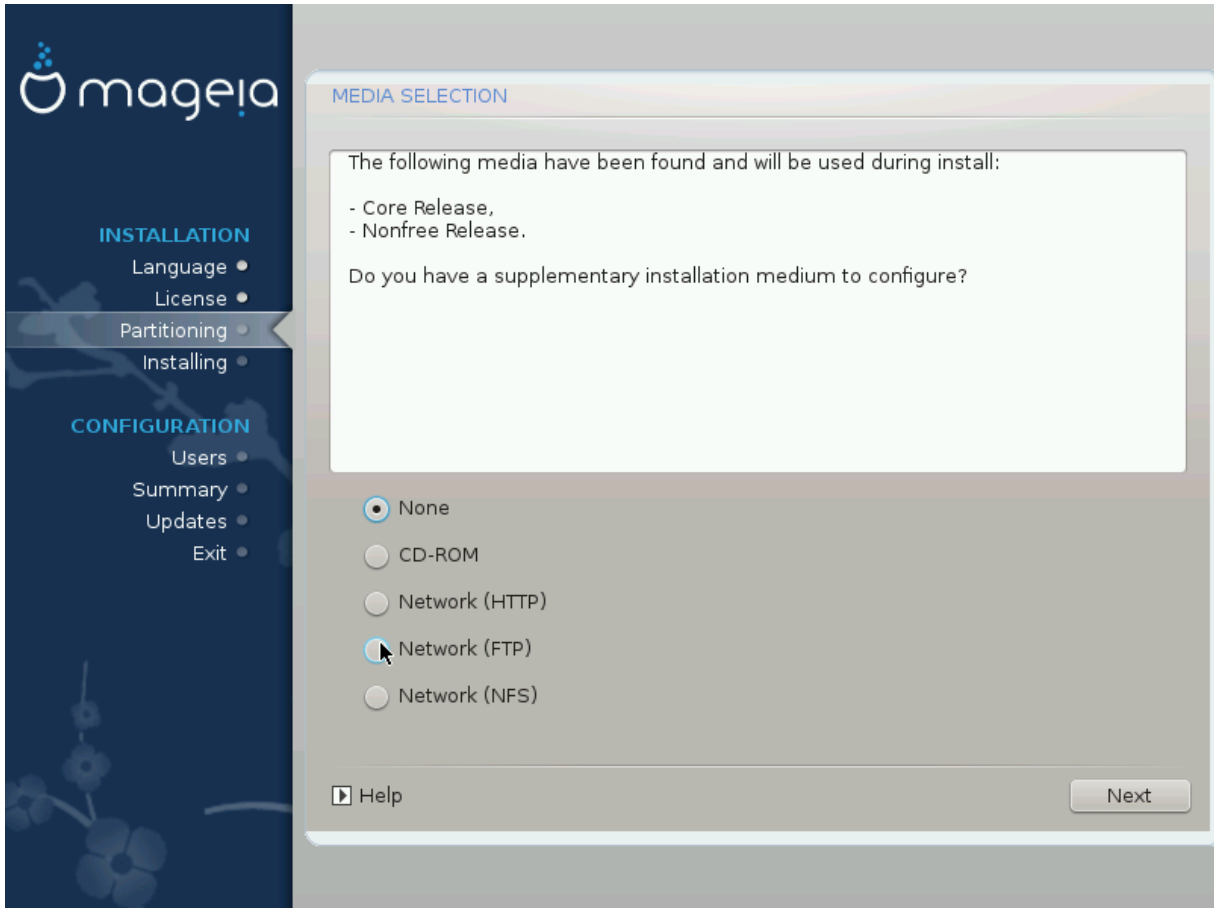 mageia
INSTALLATION
Language
License
Partitioning
Installing
CONFIGURATION
Users
Summary
Updates
Exit
MEDIA SELECTION
The following media have been found and will be used during install:
- Core Release,
- Nonfree Release.
Do you have a supplementary installation medium to configure?
None
CD-ROM
Network (HTTP)
Network (FTP)
Network (NFS)
Help
Next